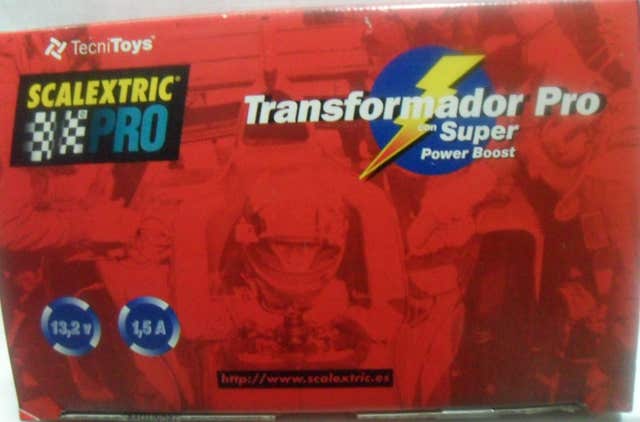 TecniToys
SCALEXTRIC
PRO
Transformador Pro
con Super
Power Boost
13,2 v
1,5 A
http://www.scalextric.es